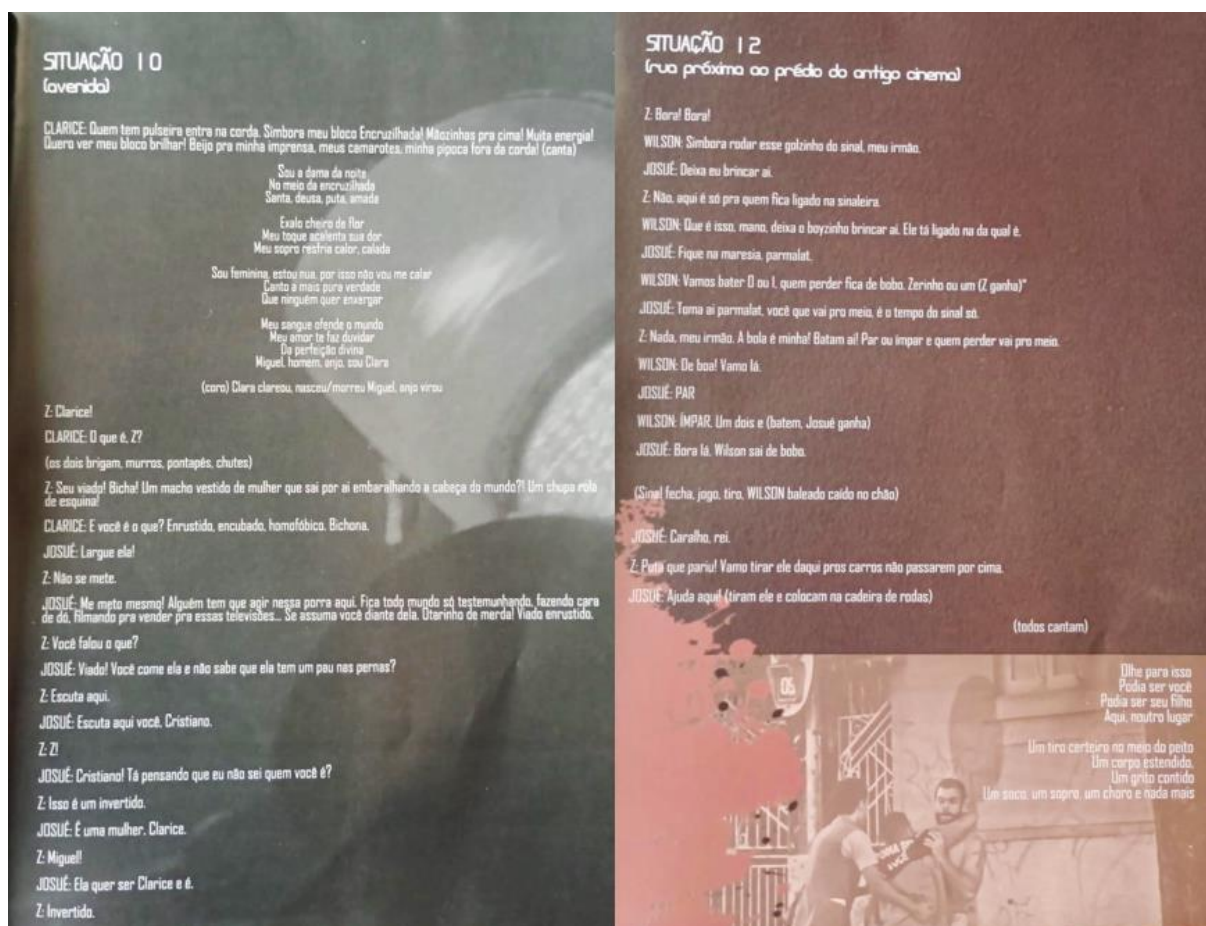 SITUAÇÃO 10
(avenida)
CLARICE: Quem tem pulseira entra na corda. Simbora meu bloco Encruzilhada! Mãozinhas pra cima! Muita energia!
Quero ver meu bloco brilhar! Beijo pra minha imprensa, meus camarotes, minha pipoca fora da corda! (canta)
Sou a dama da noite
No meio da encruzilhada
Santa, deusa, puta, amada
Exalo cheiro de flor
Meu toque acalenta sua dor
Meu sopro resfria calor, calada
Sou feminina, estou nua, por isso não vou me calar
Canto a mais pura verdade
Que ninguém quer enxergar
Meu sangue ofende o mundo
Meu amor te faz duvidar
Da perfeição divina
Miguel, homem, anjo, sou Clara
(coro) Clara clareou, nasceu/morreu Miguel, anjo virou
Z: Clarice!
CLARICE: O que é, Z?
(os dois brigam, murros, pontapés, chutes)
Z: Seu viado! Bicha! Um macho vestido de mulher que sai por aí embaralhando a cabeça do mundo?! Um chupa rola
de esquina!
CLARICE: E você é o que? Enrustido, encubado, homofóbico. Bichona.
JOSUÉ: Largue ela!
Z: Não se mete.
JOSUÉ: Me meto mesmo! Alguém tem que agir nessa porra aqui. Fica todo mundo só testemunhando, fazendo cara
de dó, filmando pra vender pra essas televisões... Se assuma você diante dela. Otarinho de merda! Viado enrustido.
Z: Você falou o que?
JOSUÉ: Viado! Você come ela e não sabe que ela tem um pau nas pernas?
Z: Escuta aqui.
JOSUÉ: Escuta aqui você, Cristiano.
Z: Z!
JOSUÉ: Cristiano! Tá pensando que eu não sei quem você é?
Z: Isso é um invertido.
JOSUÉ: É uma mulher, Clarice.
Z: Miguel!
JOSUÉ: Ela quer ser Clarice e é.
Z: Invertido.
SITUAÇÃO 12
(rua próxima ao prédio do antigo cinema)
Z: Bora! Bora!
WILSON: Simbora rodar esse golzinho do sinal, meu irmão.
JOSUÉ: Deixa eu brincar aí.
Z: Não, aqui é só pra quem fica ligado na sinaleira.
WILSON: Que é isso, mano, deixa o boyzinho brincar aí. Ele tá ligado na da qual é.
JOSUÉ: Fique na maresia, parmalat.
WILSON: Vamos bater 0 ou 1, quem perder fica de bobo. Zerinho ou um (Z ganha)"
JOSUÉ: Toma aí parmalat, você que vai pro meio, é o tempo do sinal só.
Z: Nada, meu irmão. A bola é minha! Batam aí! Par ou ímpar e quem perder vai pro meio.
WILSON: De boa! Vamo lá.
JOSUÉ: PAR
WILSON: ÍMPAR. Um dois e (batem, Josué ganha)
JOSUÉ: Bora lá, Wilson sai de bobo.
(Sinal fecha, jogo, tiro, WILSON baleado caído no chão)
JOSUÉ: Caralho, rei.
Z: Puta que pariu! Vamo tirar ele daqui pros carros não passarem por cima.
JOSUÉ: Ajuda aqui! (tiram ele e colocam na cadeira de rodas)
(todos cantam)
Olhe para isso
Podia ser você
Podia ser seu filho
Aqui, noutro lugar
Um tiro certeiro no meio do peito
Um corpo estendido,
Um grito contido
Um soco, um sopro, um choro e nada mais